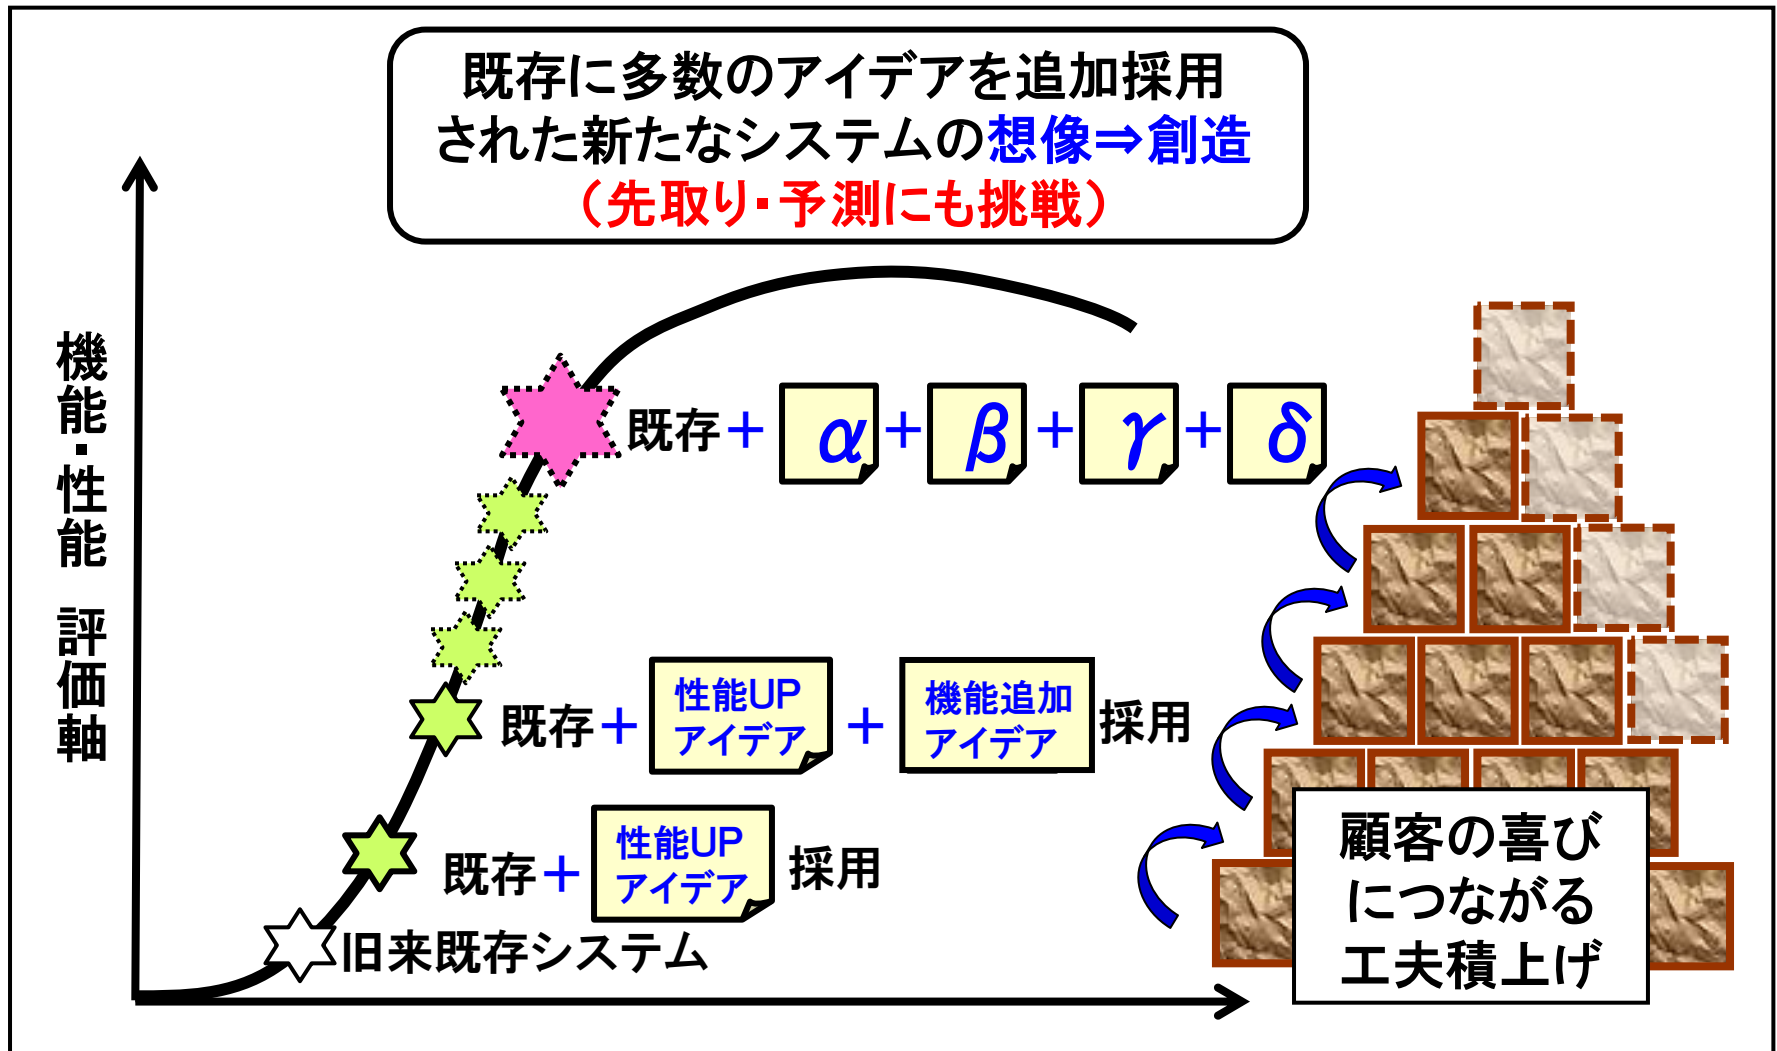 既存に多数のアイデアを追加採用
された新たなシステムの想像⇒創造
（先取り・予測にも挑戦）
機能・性能 評価軸
既存+α+β+γ+δ
既存+性能UPアイデア+機能追加アイデア採用
既存+性能UPアイデア採用
旧来既存システム
顧客の喜び
につながる
工夫積上げ